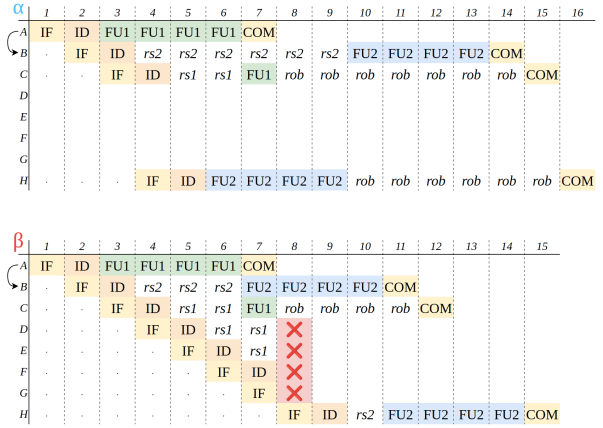 α 1 2 3 4 5 6 7 8 9 10 11 12 13 14 15 16
A IF ID FU1 FU1 FU1 FU1 COM
B . IF ID rs2 rs2 rs2 rs2 rs2 rs2 FU2 FU2 FU2 FU2 COM
C . . IF ID rs1 rs1 FU1 rob rob rob rob rob rob rob COM
D
E
F
G
H . . . IF ID FU2 FU2 FU2 FU2 rob rob rob rob rob rob COM
β 1 2 3 4 5 6 7 8 9 10 11 12 13 14 15
A IF ID FU1 FU1 FU1 FU1 COM
B . IF ID rs2 rs2 rs2 FU2 FU2 FU2 FU2 COM
C . . IF ID rs1 rs1 FU1 rob rob rob rob COM
D . . . IF ID rs1 rs1
E . . . . IF ID rs1
F . . . . . IF ID
G . . . . . . IF
H . . . . . . . IF ID rs2 FU2 FU2 FU2 FU2 COM